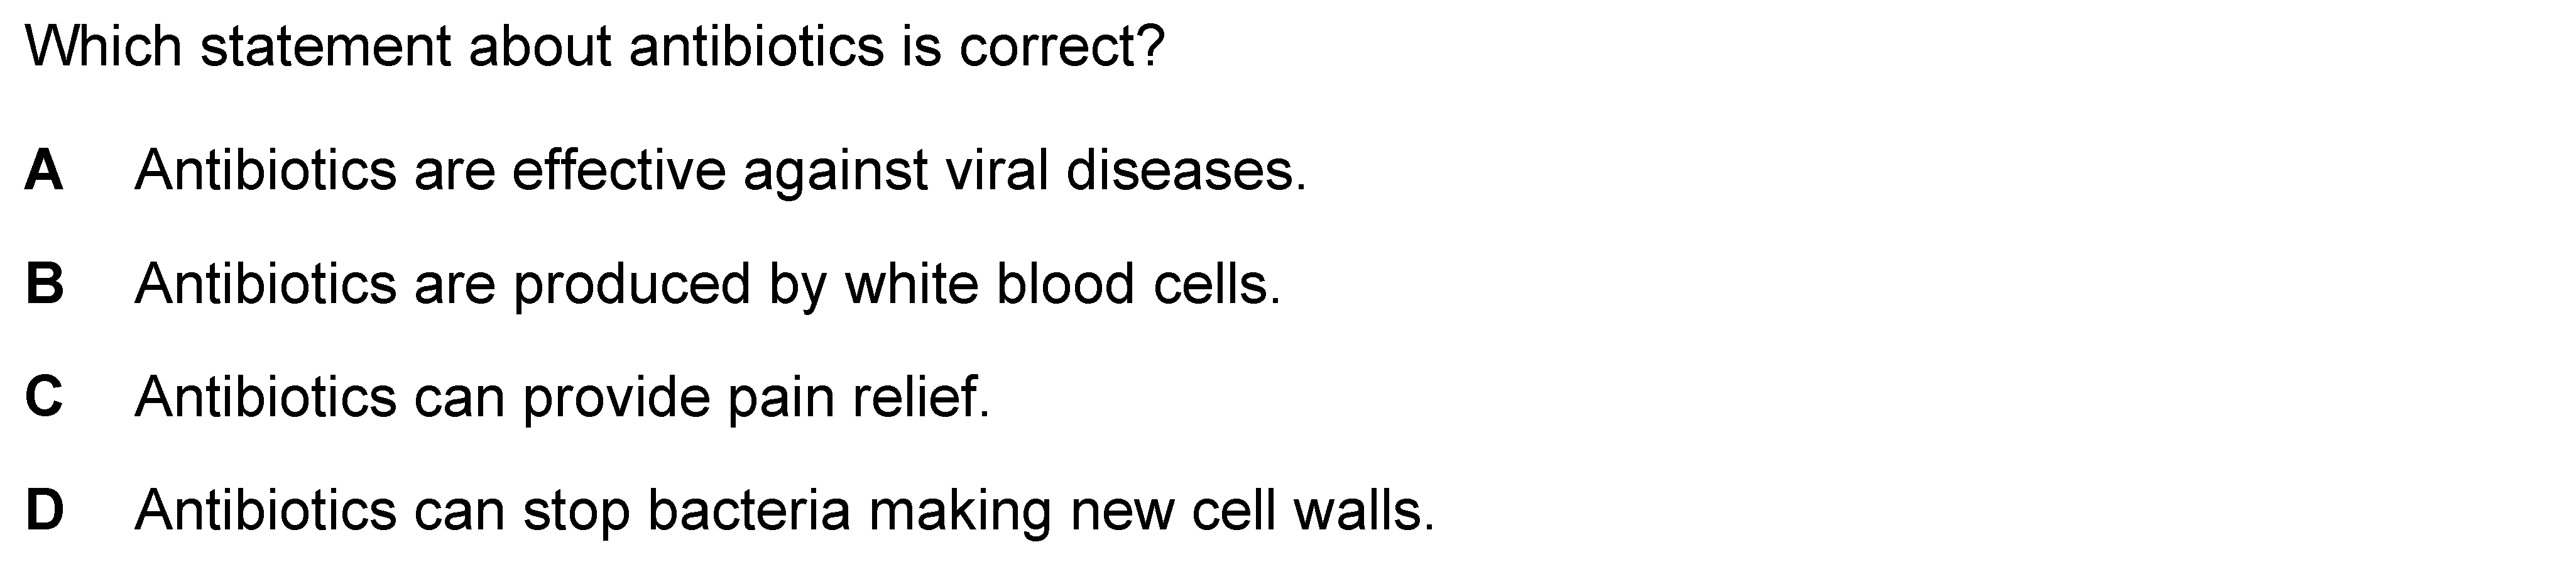 Which statement about antibiotics is correct?
A Antibiotics are effective against viral diseases.
B Antibiotics are produced by white blood cells.
C Antibiotics can provide pain relief.
D Antibiotics can stop bacteria making new cell walls.